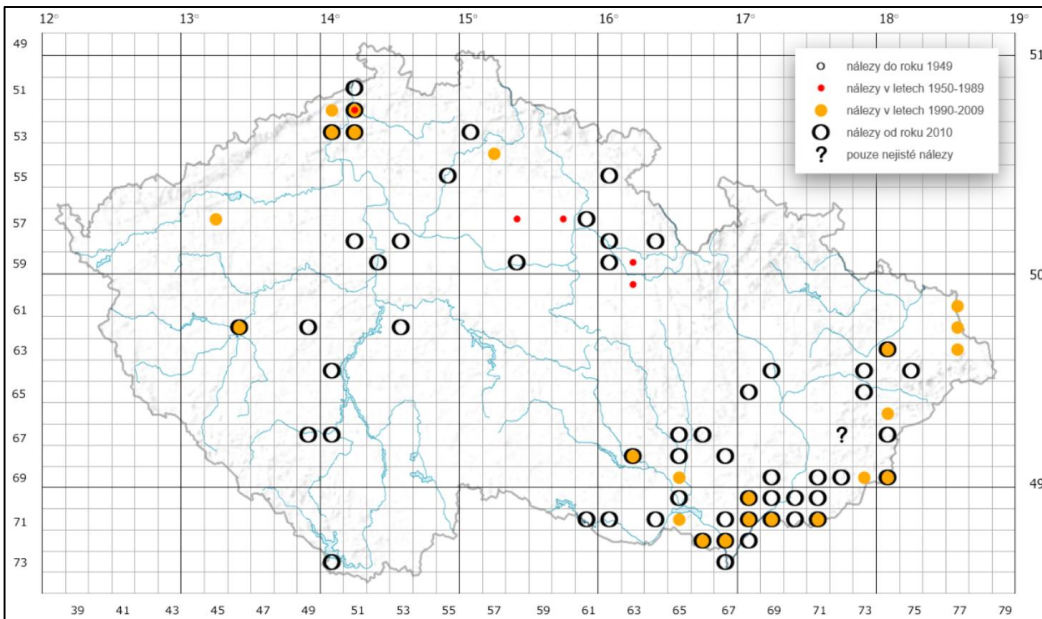 12° 13° 14° 15° 16° 17° 18° 19°
49
51
51
53
55
57
59
50
61
63
65
67
69
49
71
73
nálezy do roku 1949
nálezy v letech 1950-1989
nálezy v letech 1990-2009
nálezy od roku 2010
? pouze nejisté nálezy
?
39 41 43 45 47 49 51 53 55 57 59 61 63 65 67 69 71 73 75 77 79